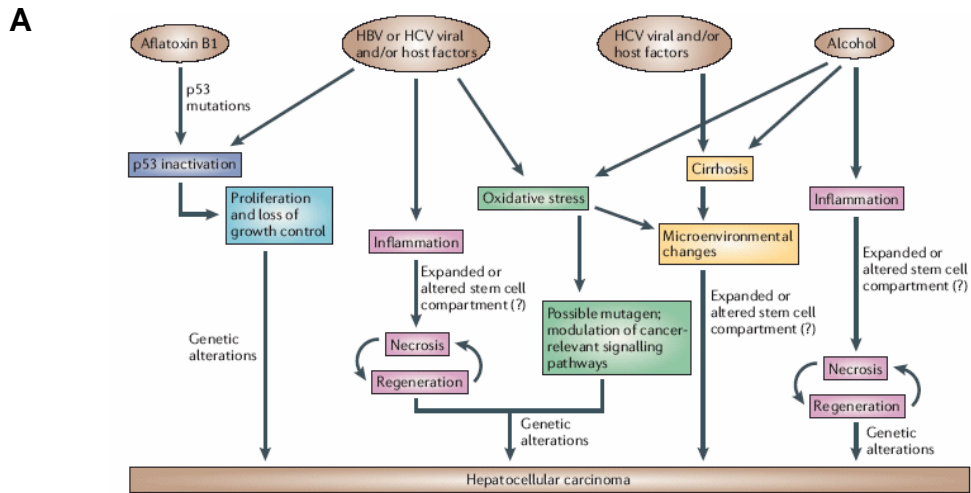 A
Aflatoxin B1
HBV or HCV viral
and/or host factors
HCV viral and/or
host factors
Alcohol
p53
mutations
p53 inactivation
Proliferation
and loss of
growth control
Genetic
alterations
Inflammation
Expanded or
altered stem cell
compartment (?)
Necrosis
Regeneration
Oxidative stress
Possible mutagen;
modulation of cancer-
relevant signalling
pathways
Genetic
alterations
Cirrhosis
Microenvironmental
changes
Expanded or
altered stem cell
compartment (?)
Inflammation
Expanded or
altered stem cell
compartment (?)
Necrosis
Regeneration
Genetic
alterations
Hepatocellular carcinoma